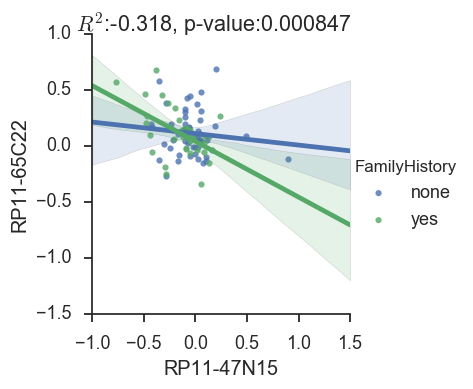 R²:-0.318, p-value:0.000847
1.0
0.5
0.0
−0.5
−1.0
−1.5
RP11-65C22
−1.0 −0.5 0.0 0.5 1.0 1.5
RP11-47N15
FamilyHistory
none
yes